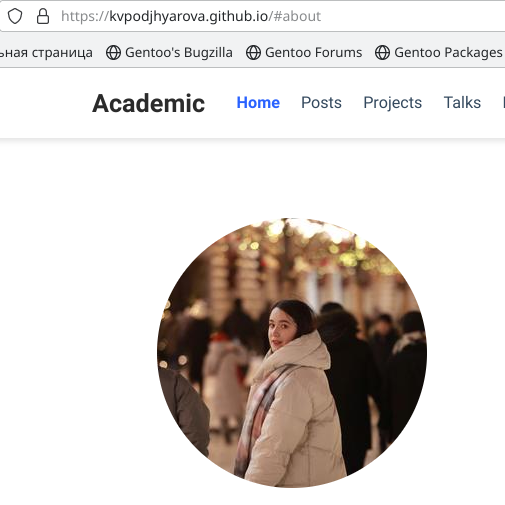 https://kvpodjhyarova.github.io/#about
ьная страница Gentoo's Bugzilla Gentoo Forums Gentoo Packages
Academic Home Posts Projects Talks